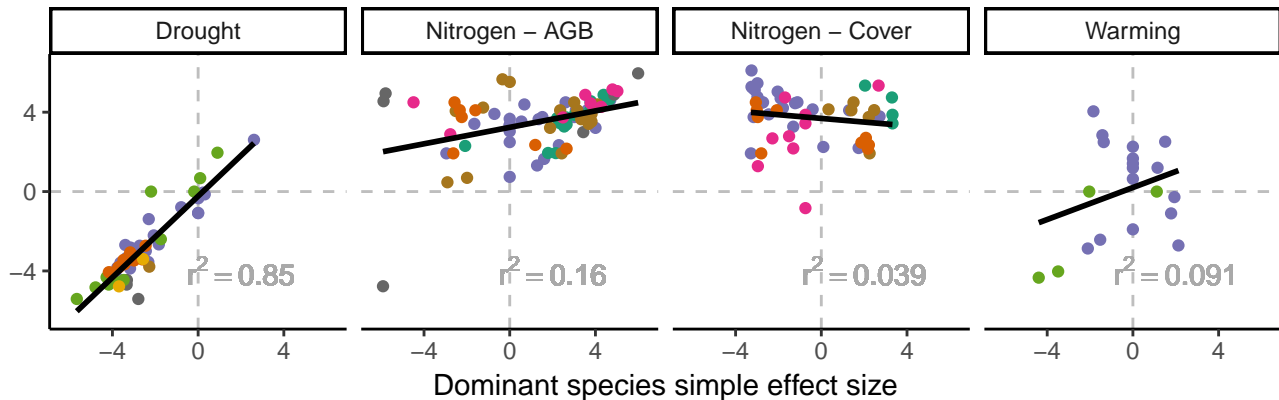 Drought
Nitrogen − AGB
Nitrogen − Cover
Warming
4
0
−4
r² = 0.85
r² = 0.16
r² = 0.039
r² = 0.091
−4 0 4
−4 0 4
−4 0 4
−4 0 4
Dominant species simple effect size